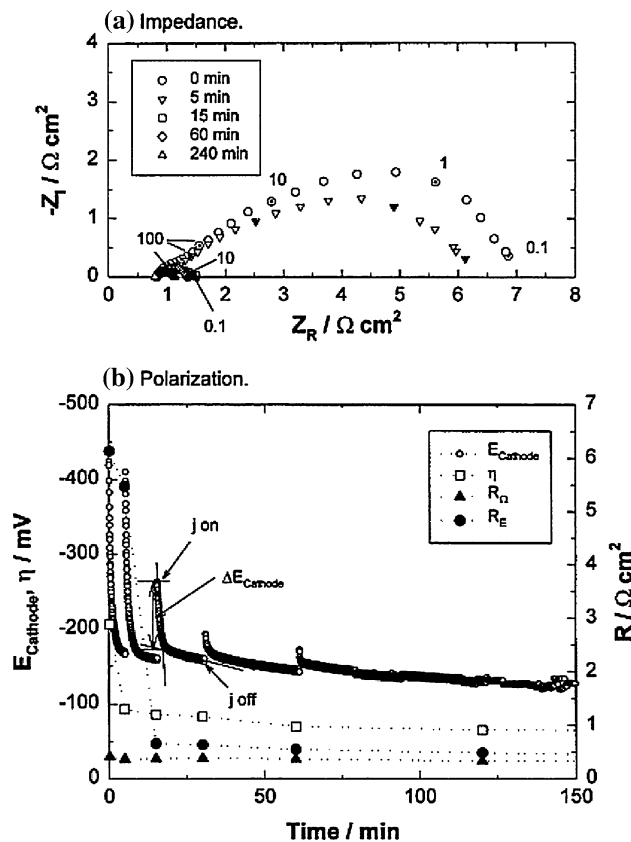 (a) Impedance.
4
3
2
1
0
-Z_I / Ω cm²
0 min
5 min
15 min
60 min
240 min
10
1
0.1
100
10
0.1
0 1 2 3 4 5 6 7 8
Z_R / Ω cm²
(b) Polarization.
-500
-400
-300
-200
-100
0
E_Cathode, η / mV
7
6
5
4
3
2
1
0
R / Ω cm²
E_Cathode
η
R_Ω
R_E
j on
ΔE_Cathode
j off
0 50 100 150
Time / min